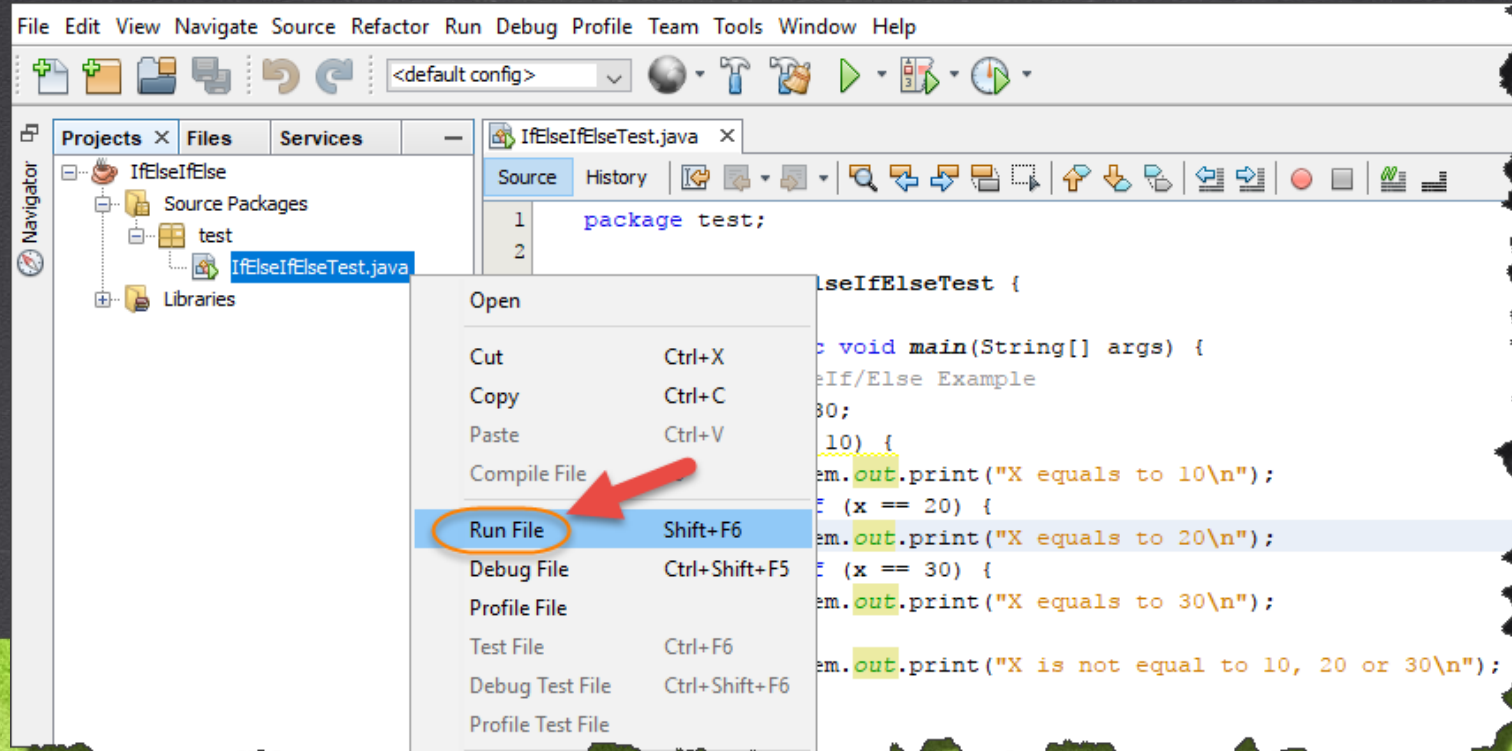 File Edit View Navigate Source Refactor Run Debug Profile Team Tools Window Help
<default config>
Projects Files Services
IfElseIfElseTest.java
Navigator
IfElseIfElse
Source Packages
test
IfElseIfElseTest.java
Libraries
Source History
1 package test;
2
lseIfElseTest {
void main(String[] args) {
If/Else Example
30;
10) {
em.out.print("X equals to 10\n");
(x == 20) {
em.out.print("X equals to 20\n");
(x == 30) {
em.out.print("X equals to 30\n");
em.out.print("X is not equal to 10, 20 or 30\n");
Open
Cut Ctrl+X
Copy Ctrl+C
Paste Ctrl+V
Compile File
Run File Shift+F6
Debug File Ctrl+Shift+F5
Profile File
Test File Ctrl+F6
Debug Test File Ctrl+Shift+F6
Profile Test File